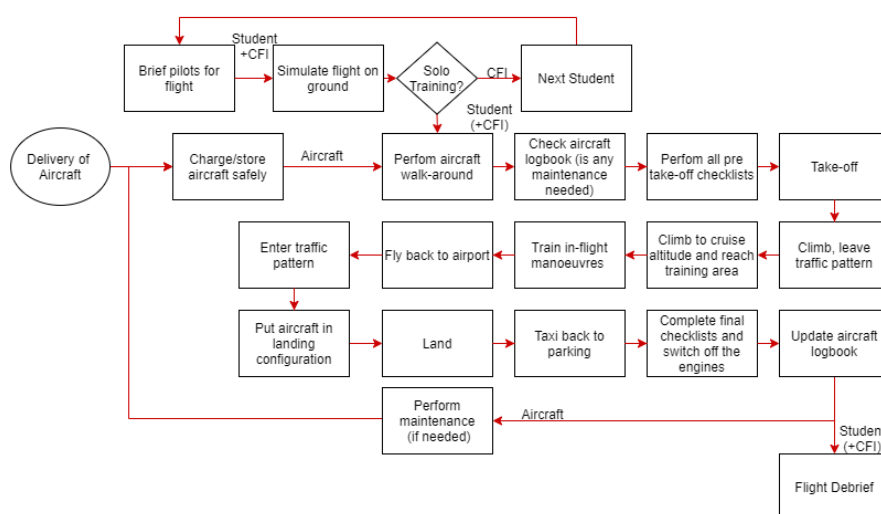 Student
+CFI
Brief pilots for
flight
Simulate flight on
ground
Solo
Training?
CFI
Next Student
Student
(+CFI)
Delivery of
Aircraft
Charge/store
aircraft safely
Aircraft
Perfom aircraft
walk-around
Check aircraft
logbook (is any
maintenance
needed)
Perfom all pre
take-off checklists
Take-off
Enter traffic
pattern
Fly back to airport
Train in-flight
manoeuvres
Climb to cruise
altitude and reach
training area
Climb, leave
traffic pattern
Put aircraft in
landing
configuration
Land
Taxi back to
parking
Complete final
checklists and
switch off the
engines
Update aircraft
logbook
Perform
maintenance
(if needed)
Aircraft
Student
(+CFI)
Flight Debrief